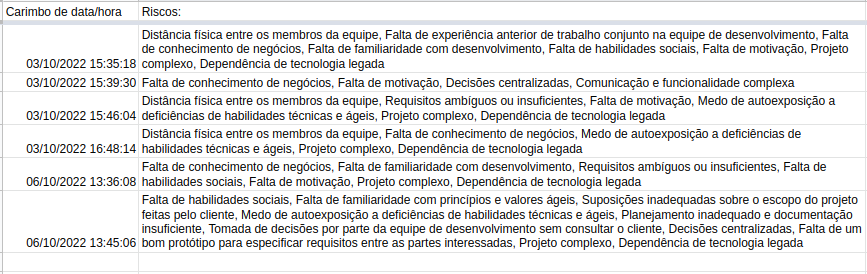 Carimbo de data/hora Riscos:
Distância física entre os membros da equipe, Falta de experiência anterior de trabalho conjunto na equipe de desenvolvimento, Falta
de conhecimento de negócios, Falta de familiaridade com desenvolvimento, Falta de habilidades sociais, Falta de motivação, Projeto
03/10/2022 15:35:18 complexo, Dependência de tecnologia legada
03/10/2022 15:39:30 Falta de conhecimento de negócios, Falta de motivação, Decisões centralizadas, Comunicação e funcionalidade complexa
Distância física entre os membros da equipe, Requisitos ambíguos ou insuficientes, Falta de motivação, Medo de autoexposição a
03/10/2022 15:46:04 deficiências de habilidades técnicas e ágeis, Projeto complexo, Dependência de tecnologia legada
Distância física entre os membros da equipe, Falta de conhecimento de negócios, Medo de autoexposição a deficiências de
03/10/2022 16:48:14 habilidades técnicas e ágeis, Projeto complexo, Dependência de tecnologia legada
Falta de conhecimento de negócios, Falta de familiaridade com desenvolvimento, Requisitos ambíguos ou insuficientes, Falta de
06/10/2022 13:36:08 habilidades sociais, Falta de motivação, Projeto complexo, Dependência de tecnologia legada
Falta de habilidades sociais, Falta de familiaridade com princípios e valores ágeis, Suposições inadequadas sobre o escopo do projeto
feitas pelo cliente, Medo de autoexposição a deficiências de habilidades técnicas e ágeis, Planejamento inadequado e documentação
insuficiente, Tomada de decisões por parte da equipe de desenvolvimento sem consultar o cliente, Decisões centralizadas, Falta de um
06/10/2022 13:45:06 bom protótipo para especificar requisitos entre as partes interessadas, Projeto complexo, Dependência de tecnologia legada